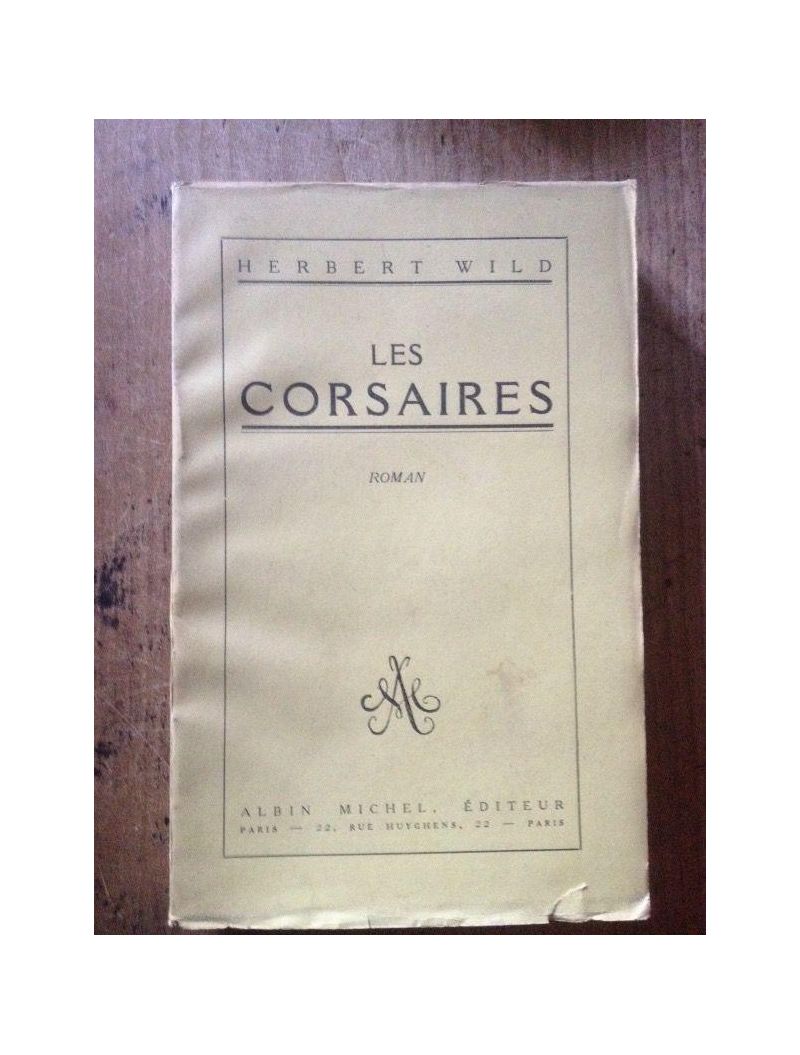 HERBERT WILD
LES
CORSAIRES
ROMAN
ALBIN MICHEL, ÉDITEUR
PARIS — 22, RUE HUYGHENS, 22 — PARIS